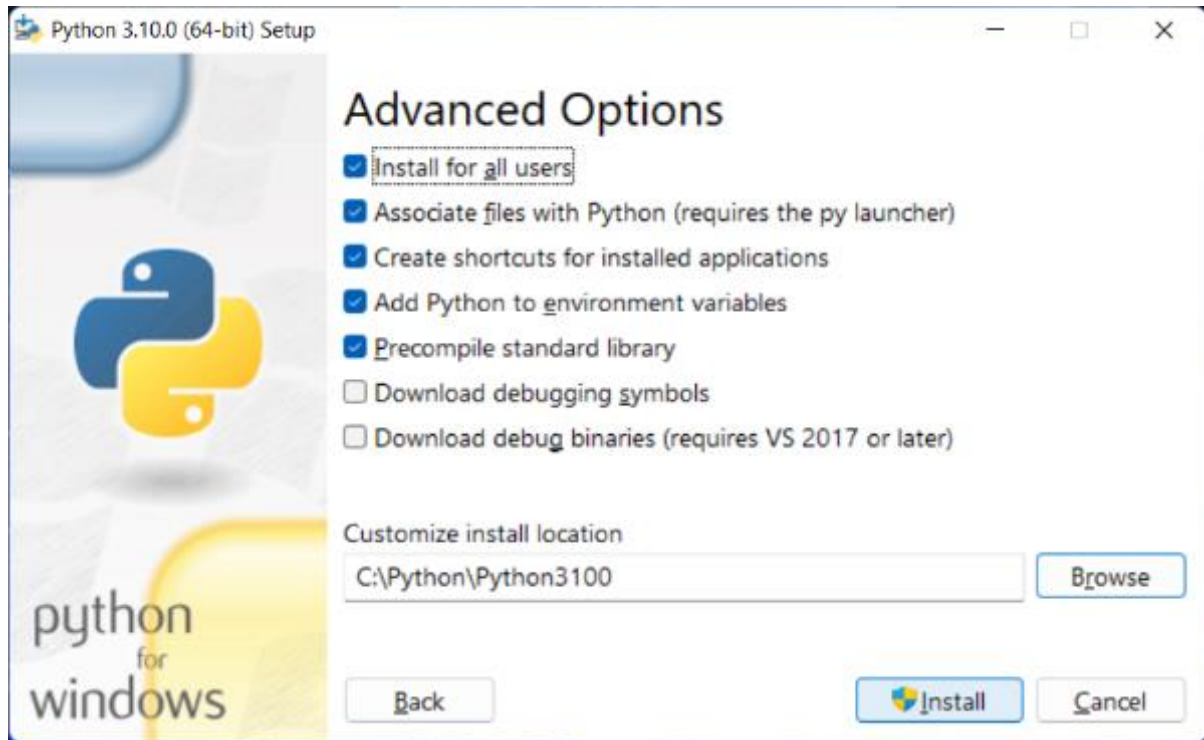 Python 3.10.0 (64-bit) Setup
Advanced Options
Install for all users
Associate files with Python (requires the py launcher)
Create shortcuts for installed applications
Add Python to environment variables
Precompile standard library
Download debugging symbols
Download debug binaries (requires VS 2017 or later)
Customize install location
C:\Python\Python3100
Browse
python
for
windows
Back
Install
Cancel